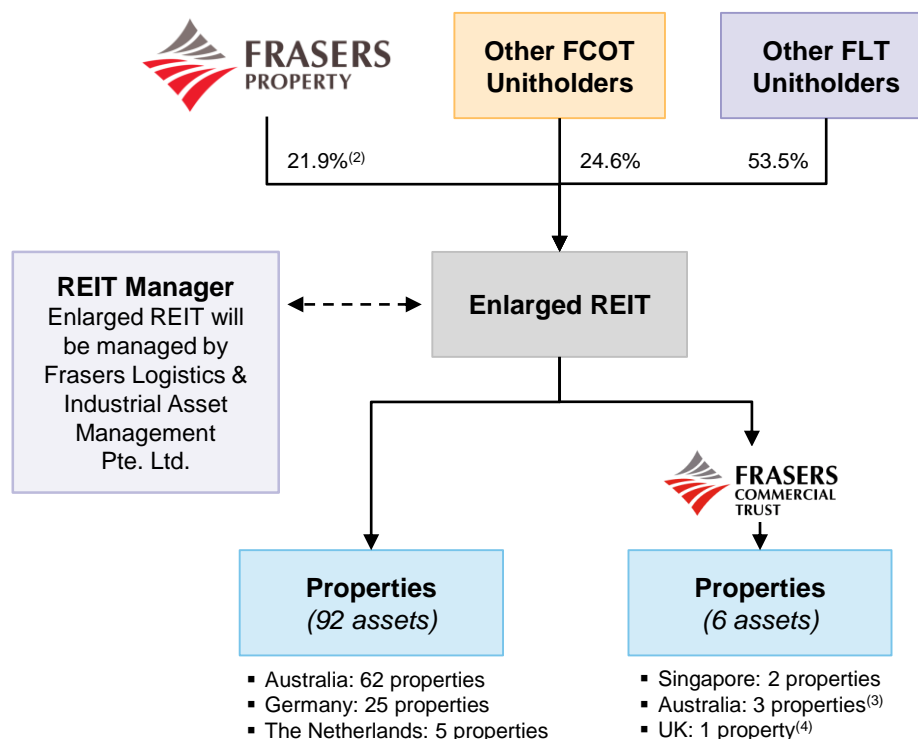 FRASERS
PROPERTY
Other FCOT
Unitholders
Other FLT
Unitholders
21.9%(2)
24.6%
53.5%
REIT Manager
Enlarged REIT will
be managed by
Frasers Logistics &
Industrial Asset
Management
Pte. Ltd.
Enlarged REIT
FRASERS
COMMERCIAL
TRUST
Properties
(92 assets)
▪ Australia: 62 properties
▪ Germany: 25 properties
▪ The Netherlands: 5 properties
Properties
(6 assets)
▪ Singapore: 2 properties
▪ Australia: 3 properties(3)
▪ UK: 1 property(4)